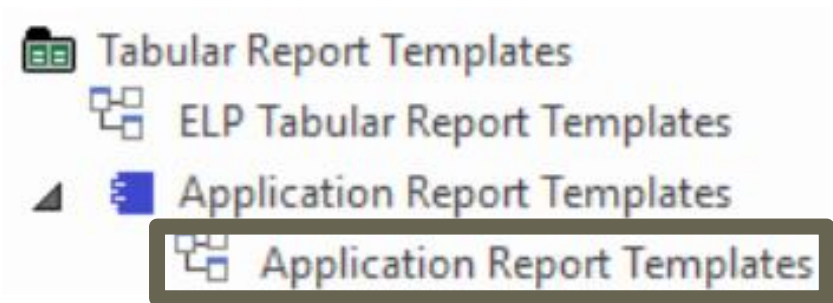 Tabular Report Templates
ELP Tabular Report Templates
Application Report Templates
Application Report Templates